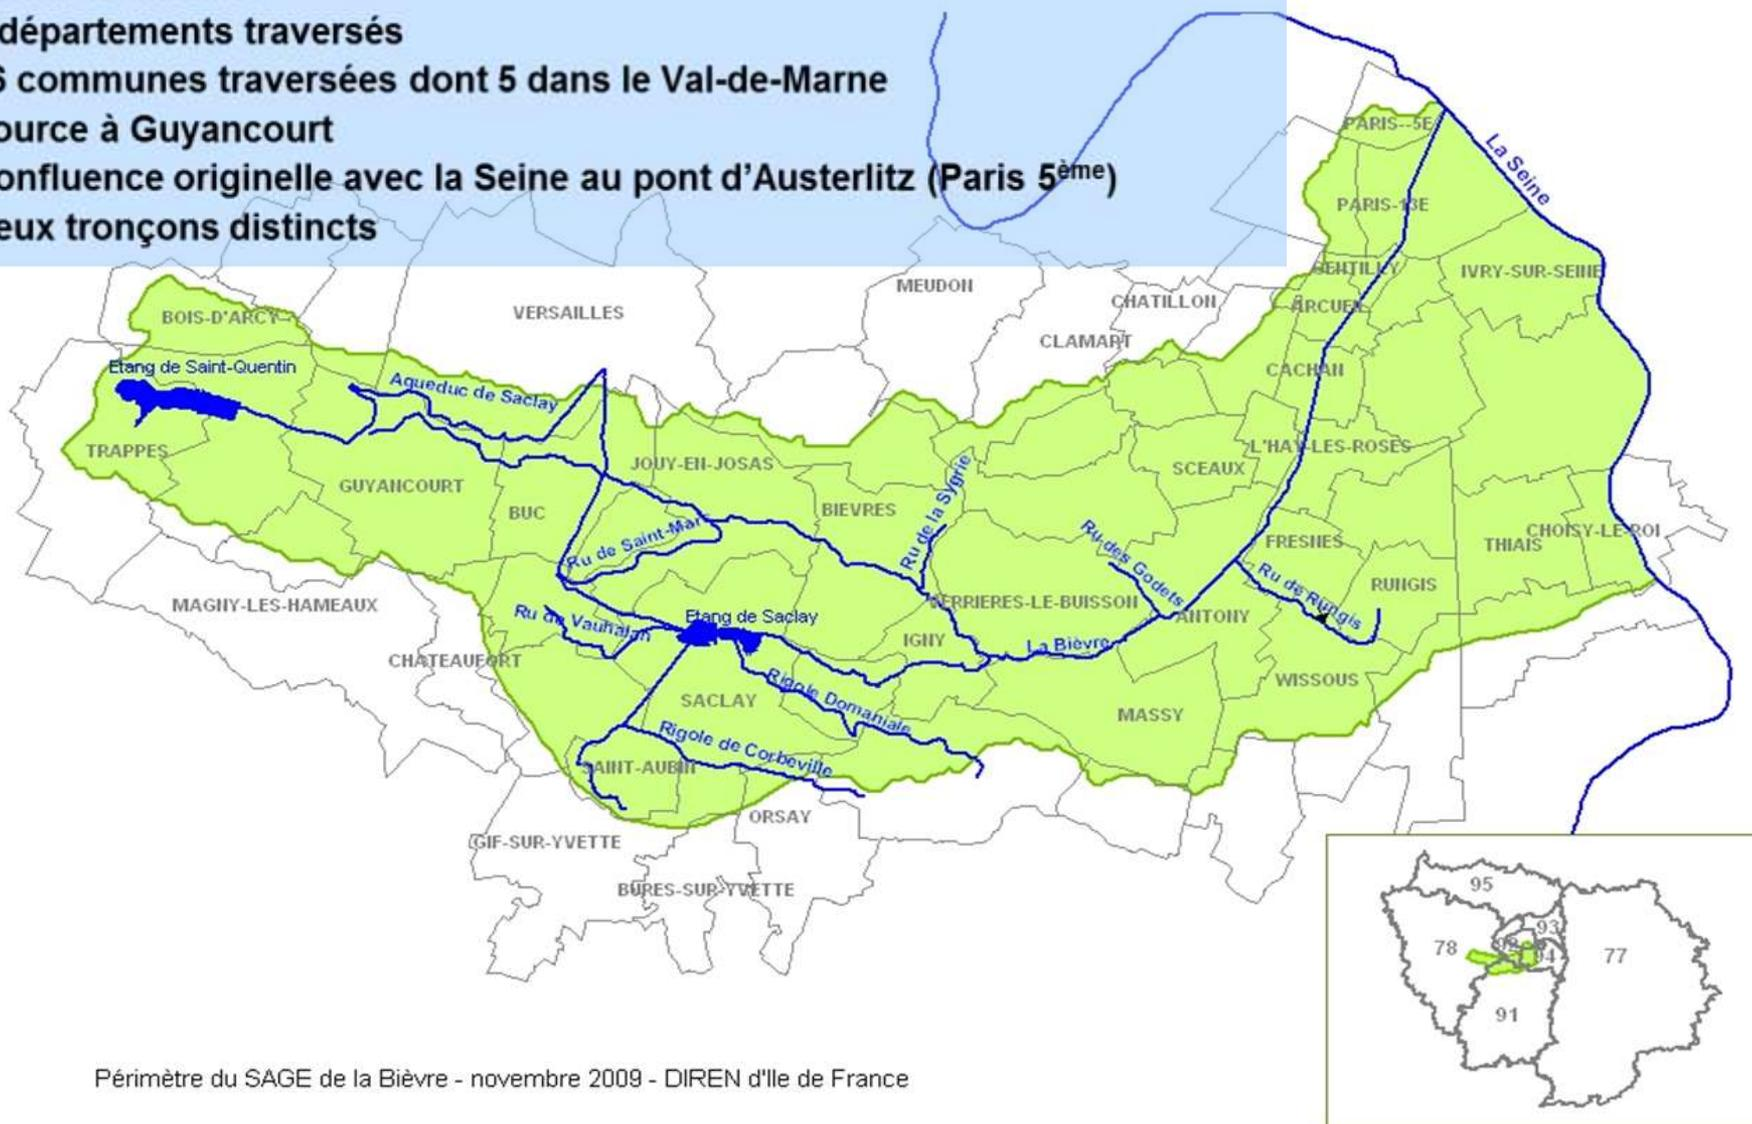 départements traversés
6 communes traversées dont 5 dans le Val-de-Marne
ource à Guyancourt
onfluence originelle avec la Seine au pont d'Austerlitz (Paris 5ème)
eux tronçons distincts
PARIS--5E
La Seine
PARIS-13E
GENTILLY
IVRY-SUR-SEINE
MEUDON
CHATILLON
ARCUEIL
VERSAILLES
BOIS-D'ARCY
CLAMART
Etang de Saint-Quentin
CACHAN
Aqueduc de Saclay
TRAPPES
JOUY-EN-JOSAS
L'HAY-LES-ROSES
SCEAUX
GUYANCOURT
BUC
BIEVRES
Ru de la Sygrie
Ru de Saint-Marc
Ru des Godets
FRESNES
THIAIS
CHOISY-LE-ROI
Ru de Rungis
RUNGIS
MAGNY-LES-HAMEAUX
Ru de Vauhalan
Etang de Saclay
VERRIERES-LE-BUISSON
ANTONY
IGNY
La Bièvre
CHATEAUFORT
WISSOUS
SACLAY
Rigole Domaniale
MASSY
Rigole de Corbeville
SAINT-AUBIN
ORSAY
GIF-SUR-YVETTE
BURES-SUR-YVETTE
95
93
78
92
94
77
91
Périmètre du SAGE de la Bièvre - novembre 2009 - DIREN d'Ile de France